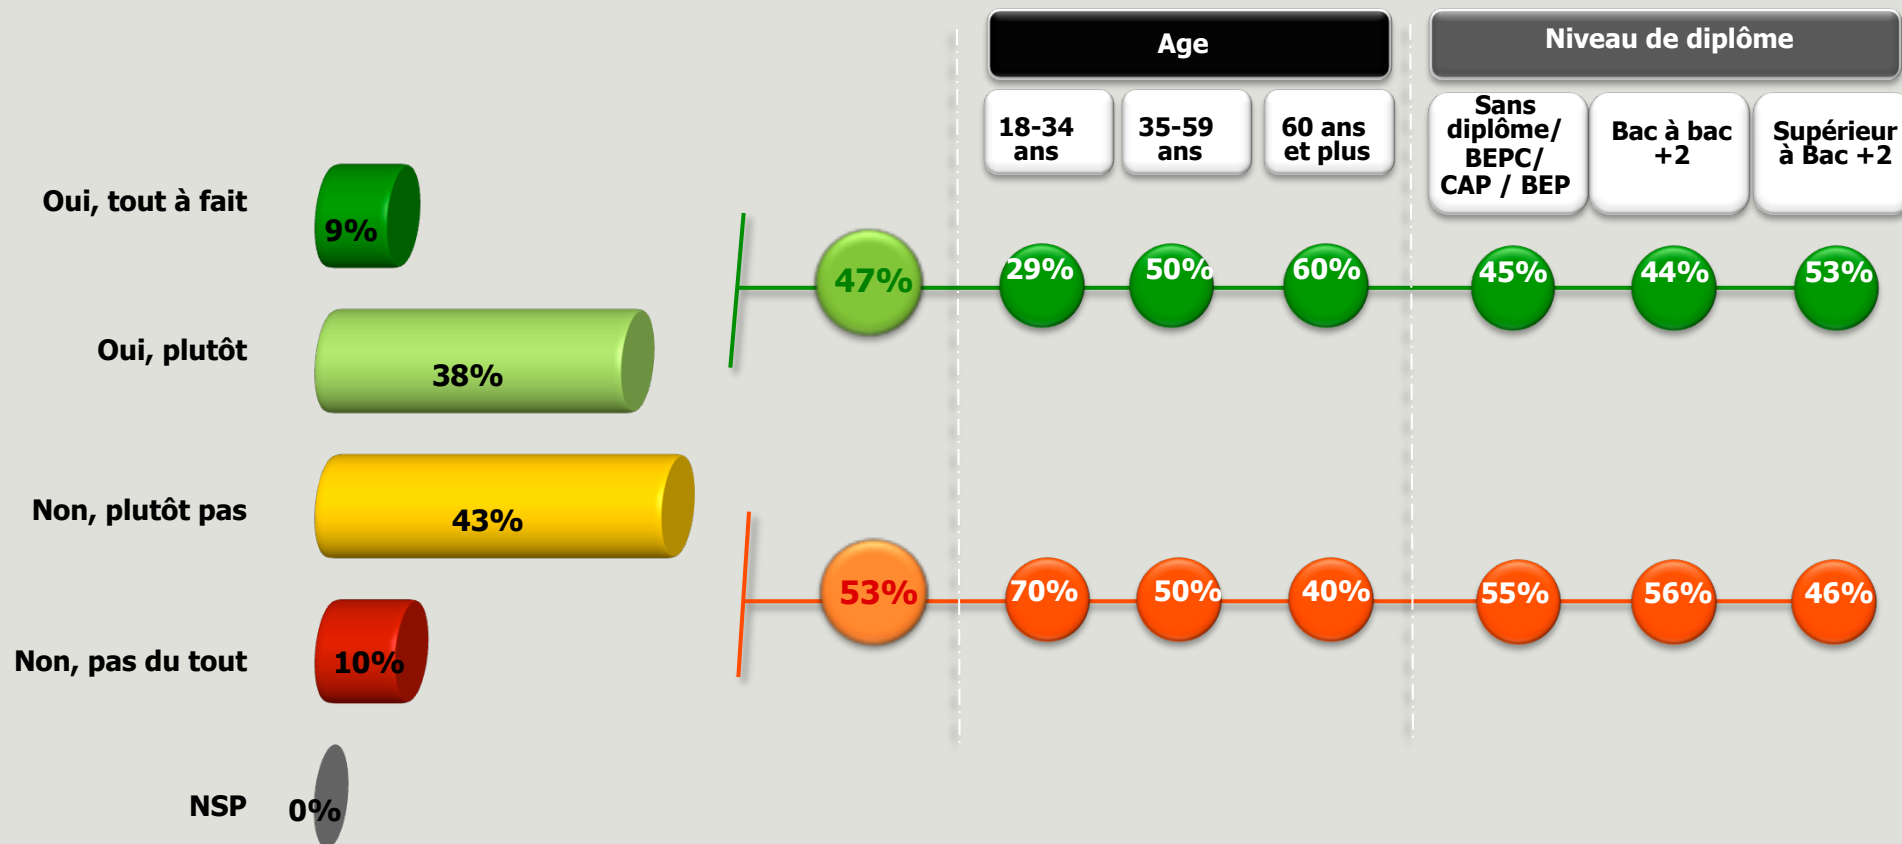 Age
Niveau de diplôme
18-34
ans
35-59
ans
60 ans
et plus
Sans
diplôme/
BEPC/
CAP / BEP
Bac à bac
+2
Supérieur
à Bac +2
Oui, tout à fait
9%
47%
29%
50%
60%
45%
44%
53%
Oui, plutôt
38%
Non, plutôt pas
43%
53%
70%
50%
40%
55%
56%
46%
Non, pas du tout
10%
NSP
0%